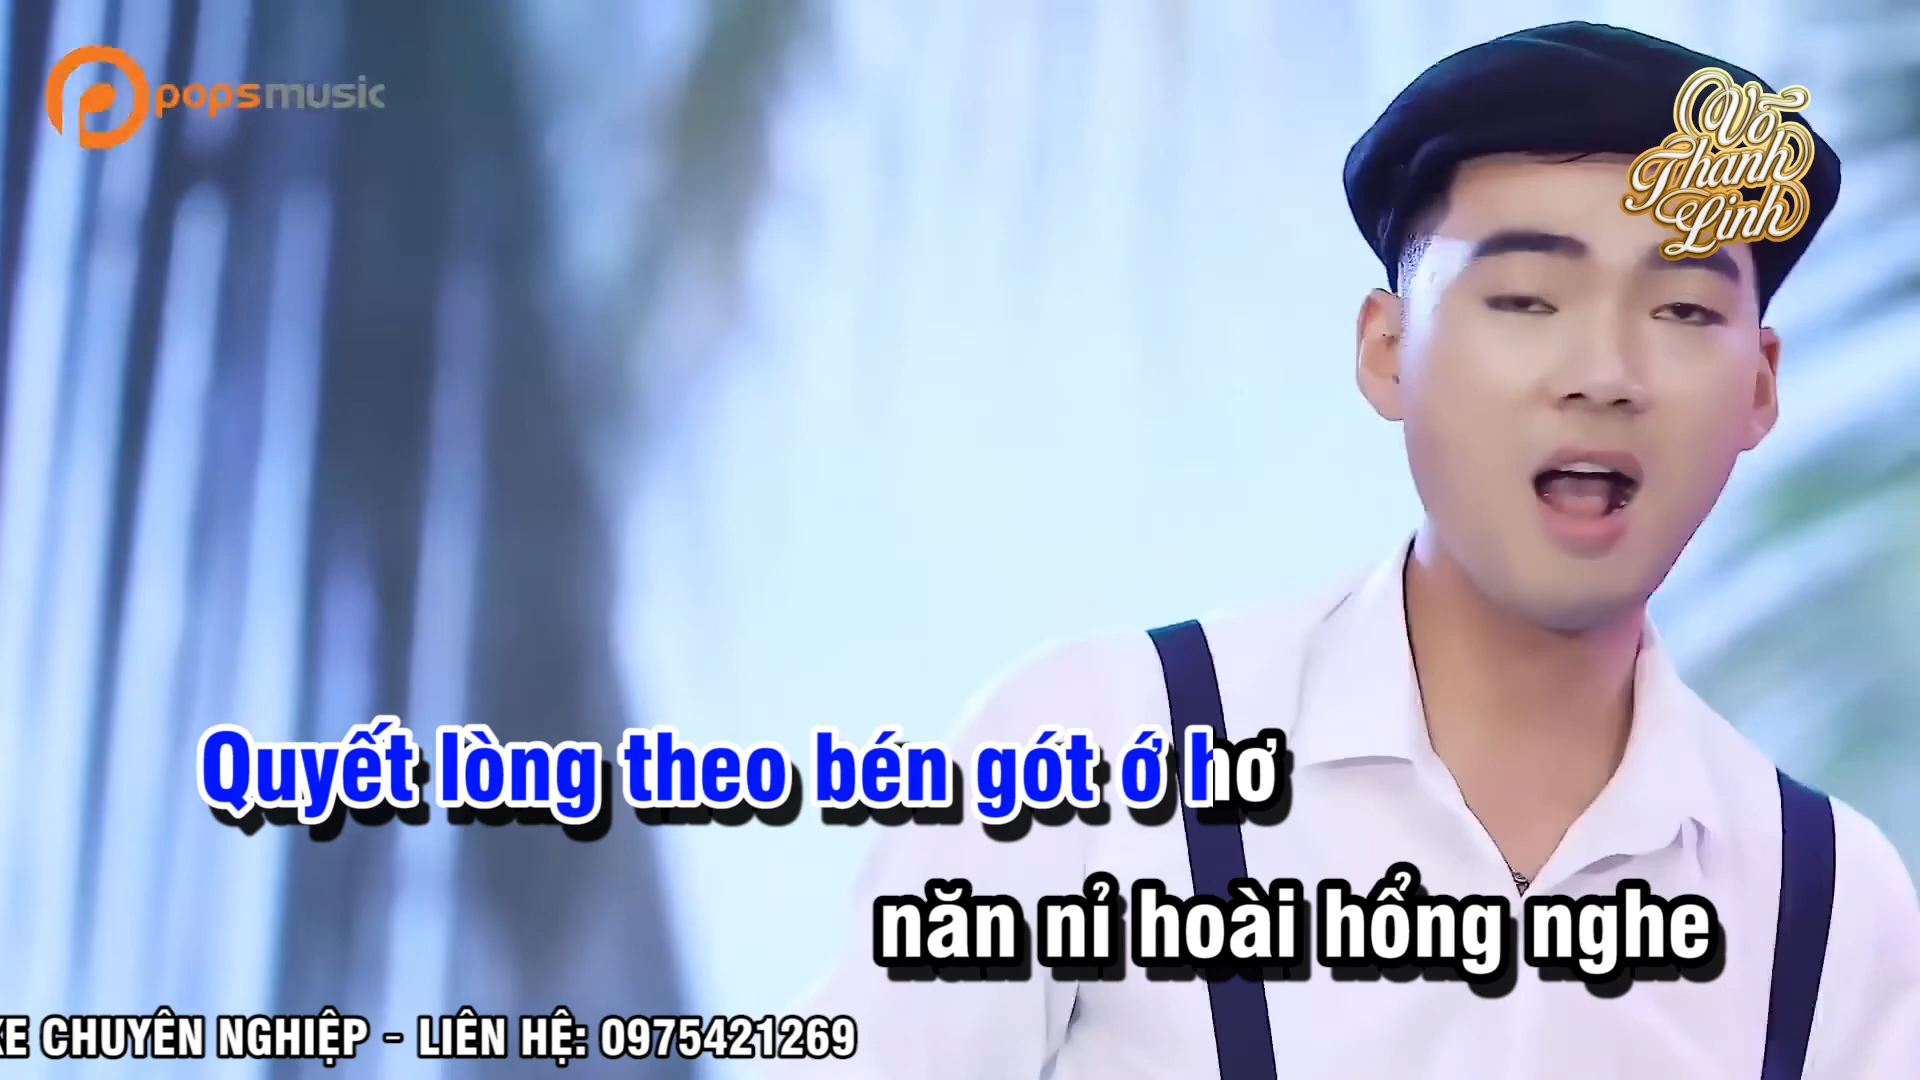 popsmusic
Võ
Thanh
Linh
Quyết lòng theo bén gót ớ hơ
năn nỉ hoài hổng nghe
KE CHUYÊN NGHIỆP - LIÊN HỆ: 0975421269